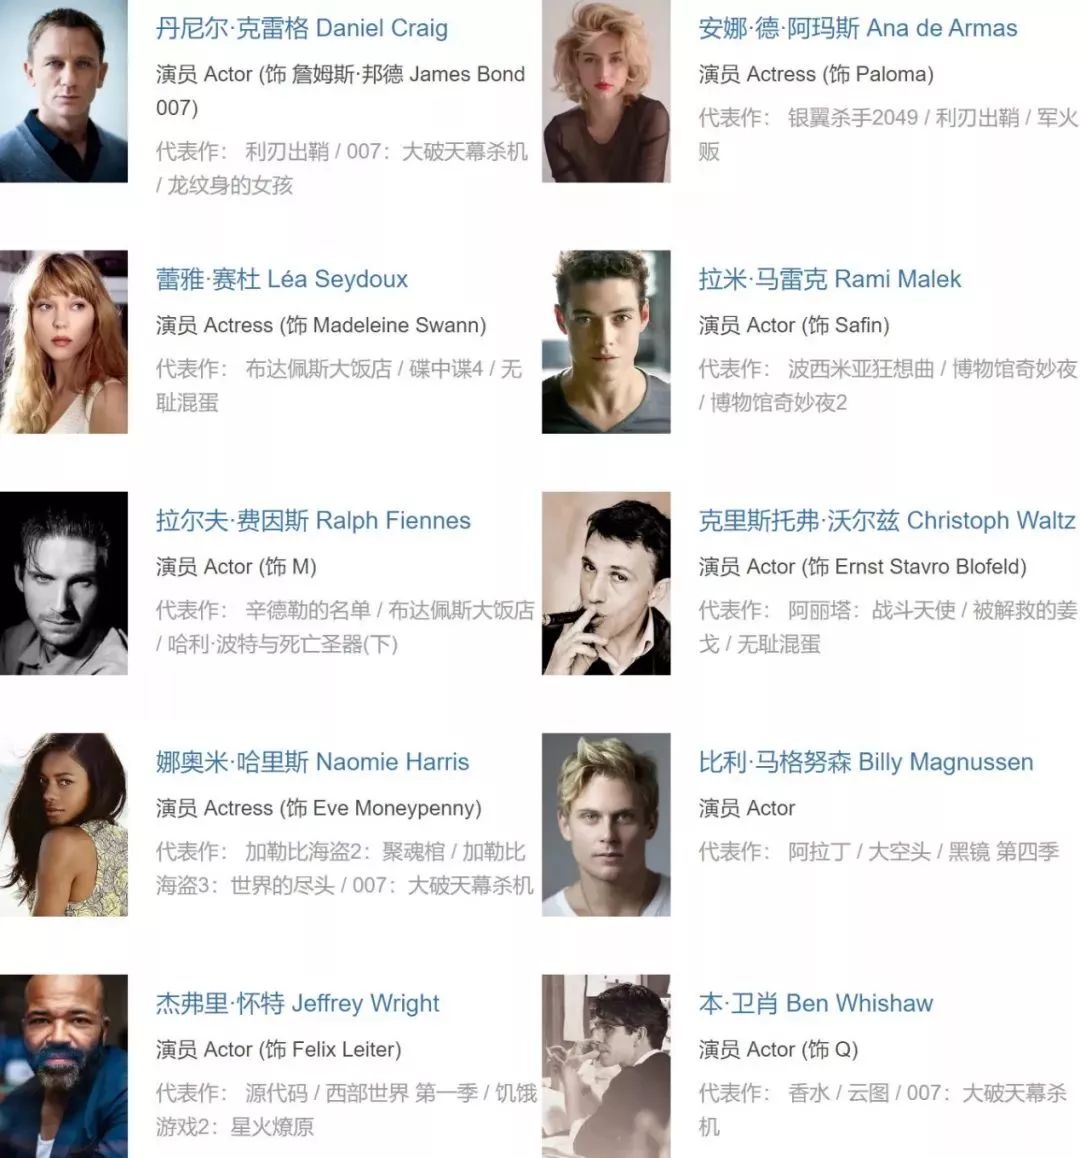 丹尼尔·克雷格 Daniel Craig
演员 Actor (饰 詹姆斯·邦德 James Bond
007)
代表作： 利刃出鞘 / 007：大破天幕杀机
/ 龙纹身的女孩
安娜·德·阿玛斯 Ana de Armas
演员 Actress (饰 Paloma)
代表作： 银翼杀手2049 / 利刃出鞘 / 军火
贩
蕾雅·赛杜 Léa Seydoux
演员 Actress (饰 Madeleine Swann)
代表作： 布达佩斯大饭店 / 碟中谍4 / 无
耻混蛋
拉米·马雷克 Rami Malek
演员 Actor (饰 Safin)
代表作： 波西米亚狂想曲 / 博物馆奇妙夜
/ 博物馆奇妙夜2
拉尔夫·费因斯 Ralph Fiennes
演员 Actor (饰 M)
代表作： 辛德勒的名单 / 布达佩斯大饭店
/ 哈利·波特与死亡圣器(下)
克里斯托弗·沃尔兹 Christoph Waltz
演员 Actor (饰 Ernst Stavro Blofeld)
代表作： 阿丽塔：战斗天使 / 被解救的姜
戈 / 无耻混蛋
娜奥米·哈里斯 Naomie Harris
演员 Actress (饰 Eve Moneypenny)
代表作： 加勒比海盗2：聚魂棺 / 加勒比
海盗3：世界的尽头 / 007：大破天幕杀机
比利·马格努森 Billy Magnussen
演员 Actor
代表作： 阿拉丁 / 大空头 / 黑镜 第四季
杰弗里·怀特 Jeffrey Wright
演员 Actor (饰 Felix Leiter)
代表作： 源代码 / 西部世界 第一季 / 饥饿
游戏2：星火燎原
本·卫肖 Ben Whishaw
演员 Actor (饰 Q)
代表作： 香水 / 云图 / 007：大破天幕杀
机